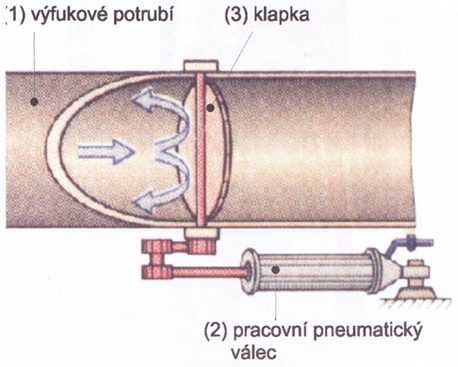 (1) výfukové potrubí
(3) klapka
(2) pracovní pneumatický
válec